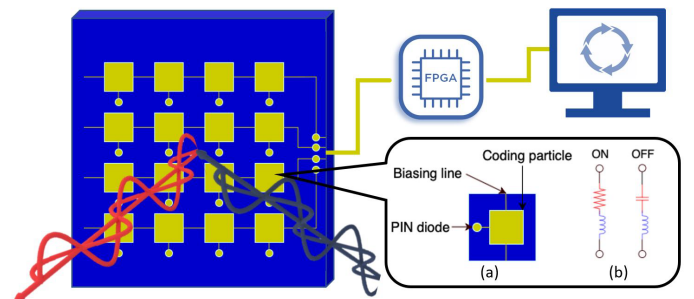 FPGA
Coding particle
ON OFF
Biasing line
PIN diode
(a) (b)